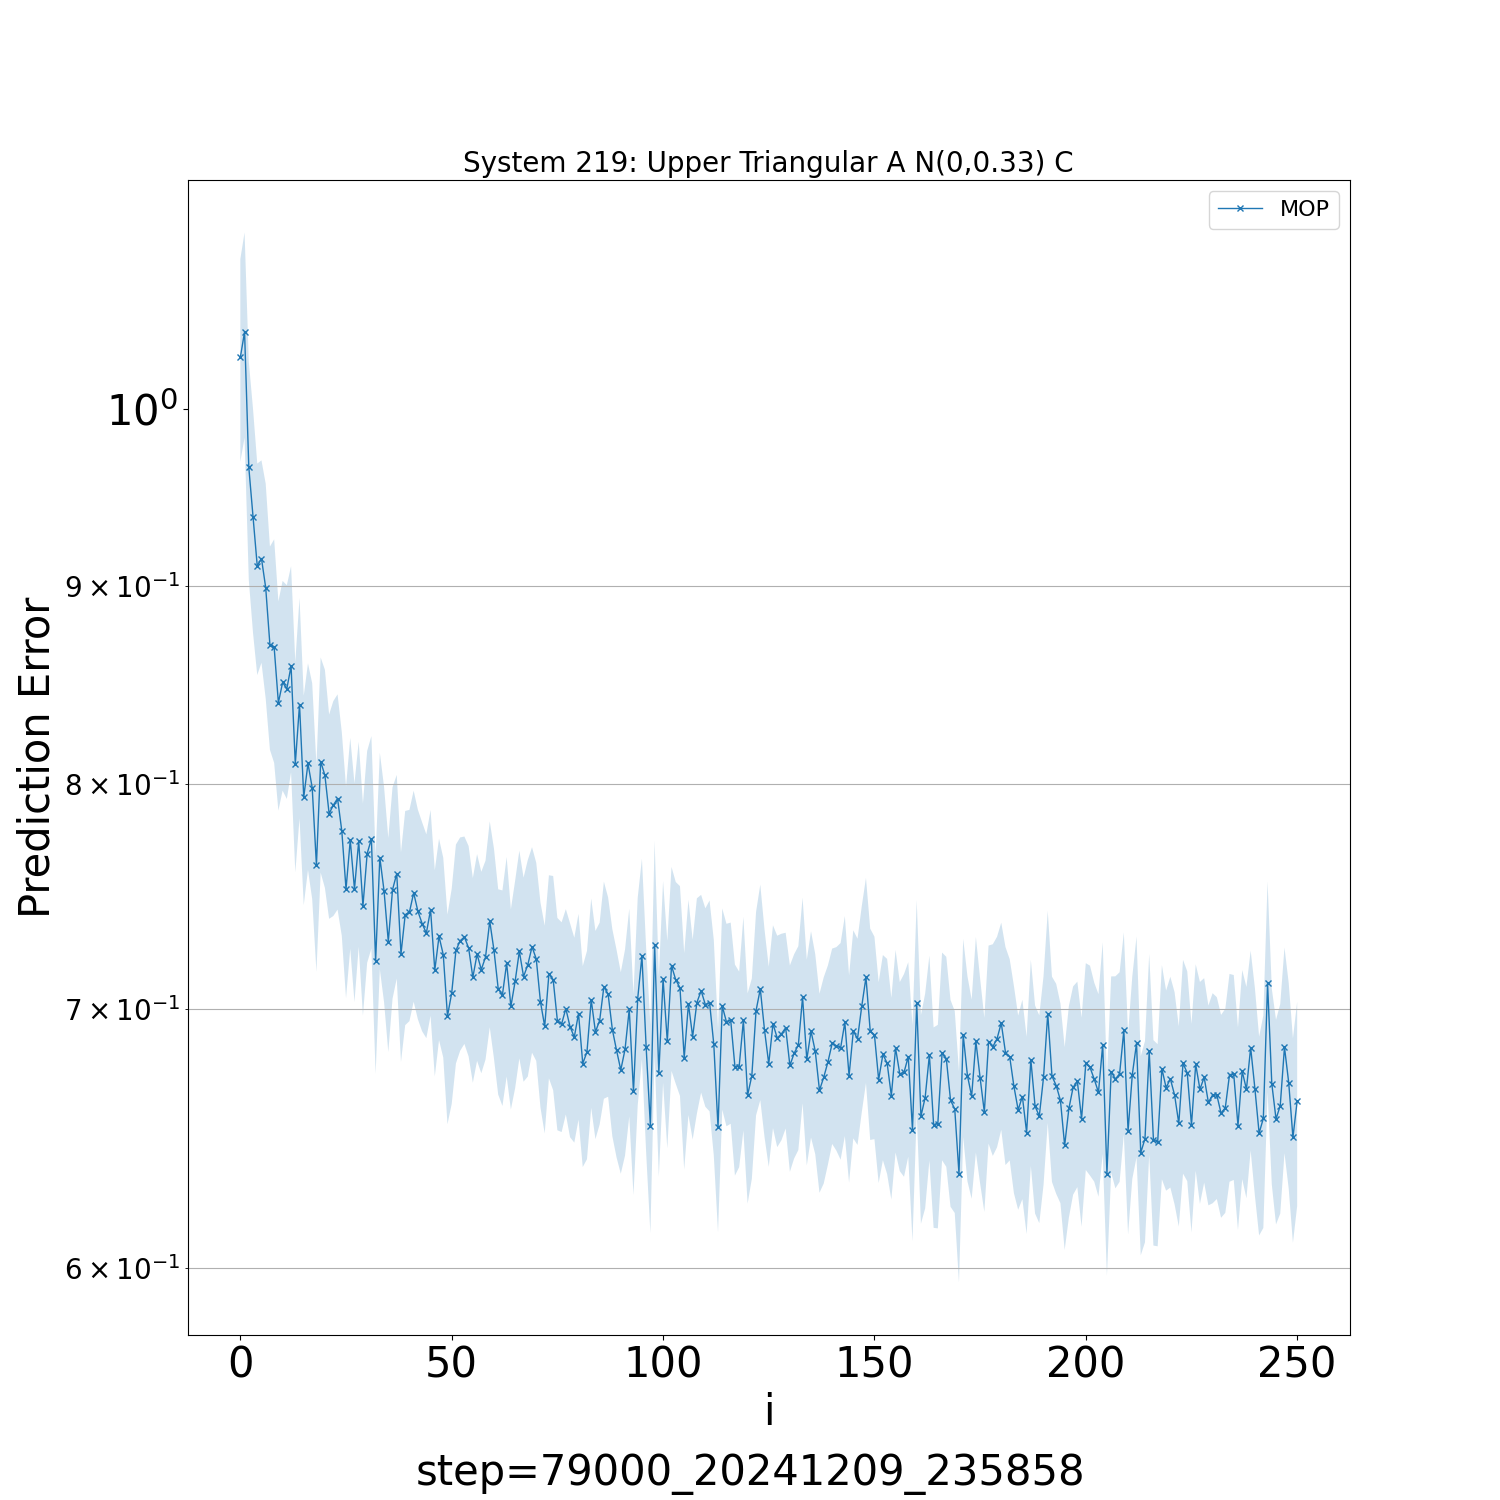 System 219: Upper Triangular A N(0,0.33) C
MOP
10⁰
9 × 10⁻¹
8 × 10⁻¹
7 × 10⁻¹
6 × 10⁻¹
Prediction Error
0 50 100 150 200 250
i
step=79000_20241209_235858